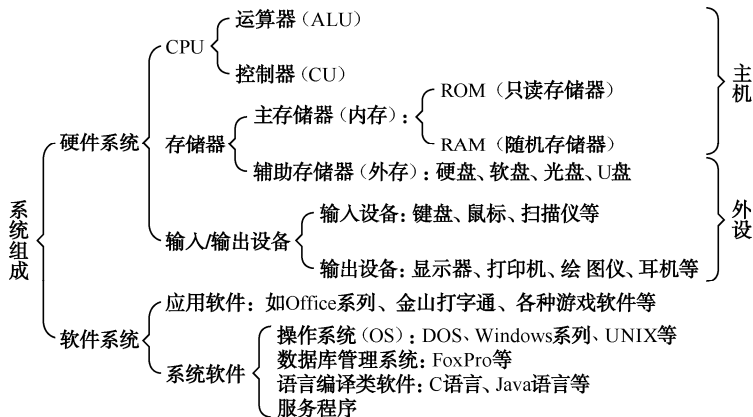 运算器（ALU）
CPU
控制器（CU）
主机
ROM（只读存储器）
主存储器（内存）：
RAM（随机存储器）
硬件系统
存储器
辅助存储器（外存）：硬盘、软盘、光盘、U盘
系统组成
输入设备：键盘、鼠标、扫描仪等
外设
输入/输出设备
输出设备：显示器、打印机、绘 图仪、耳机等
应用软件：如Office系列、金山打字通、各种游戏软件等
软件系统
操作系统（OS）：DOS、Windows系列、UNIX等
数据库管理系统：FoxPro等
系统软件
语言编译类软件：C语言、Java语言等
服务程序